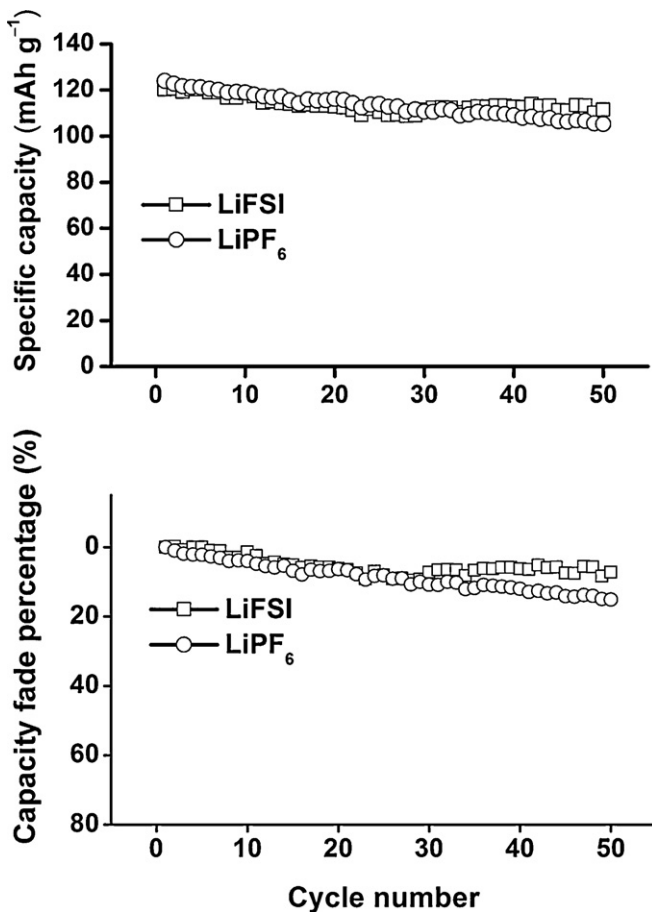 Specific capacity (mAh g⁻¹)
140
120
100
80
60
40
20
0
LiFSI
LiPF₆
0 10 20 30 40 50
Capacity fade percentage (%)
0
20
40
60
80
LiFSI
LiPF₆
0 10 20 30 40 50
Cycle number